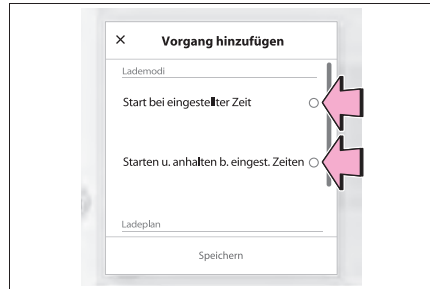 × Vorgang hinzufügen
Lademodi
Start bei eingestellter Zeit
Starten u. anhalten b. eingest. Zeiten
Ladeplan
Speichern